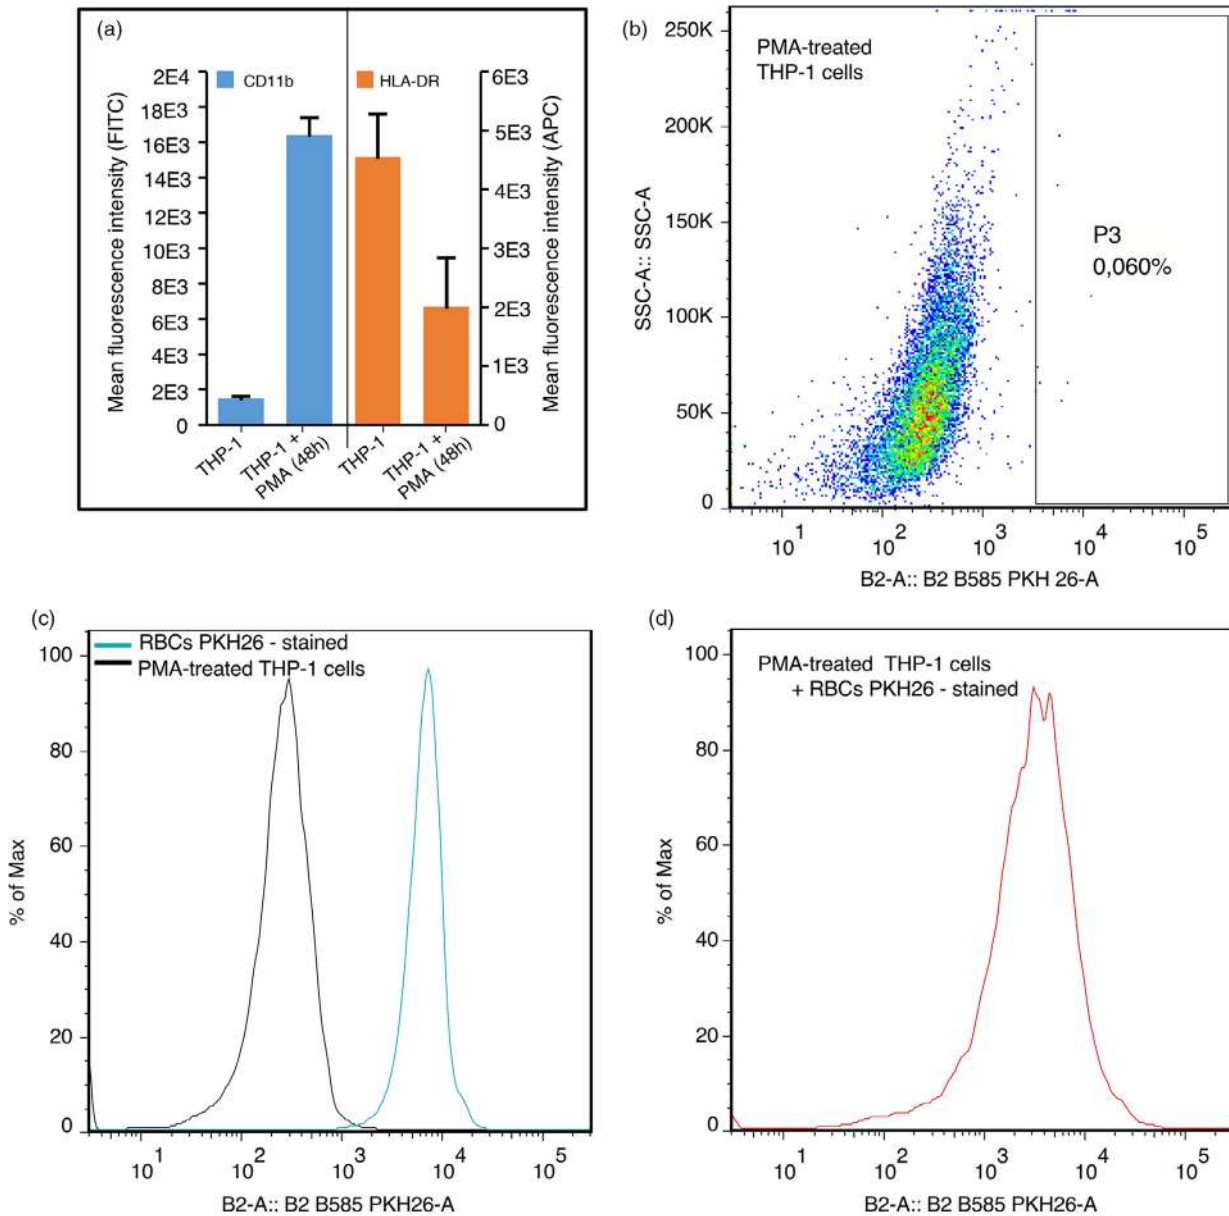 (a)
CD11b
HLA-DR
Mean fluorescence intensity (FITC)
2E4
18E3
16E3
14E3
12E3
10E3
8E3
6E3
4E3
2E3
0
6E3
5E3
4E3
3E3
2E3
1E3
0
Mean fluorescence intensity (APC)
THP-1
THP-1 +
PMA (48h)
THP-1
THP-1 +
PMA (48h)
(b)
PMA-treated
THP-1 cells
SSC-A:: SSC-A
250K
200K
150K
100K
50K
0
P3
0,060%
10^1 10^2 10^3 10^4 10^5
B2-A:: B2 B585 PKH 26-A
(c)
RBCs PKH26 - stained
PMA-treated THP-1 cells
% of Max
100
80
60
40
20
0
10^1 10^2 10^3 10^4 10^5
B2-A:: B2 B585 PKH26-A
(d)
PMA-treated THP-1 cells
+ RBCs PKH26 - stained
% of Max
100
80
60
40
20
0
10^1 10^2 10^3 10^4 10^5
B2-A:: B2 B585 PKH26-A